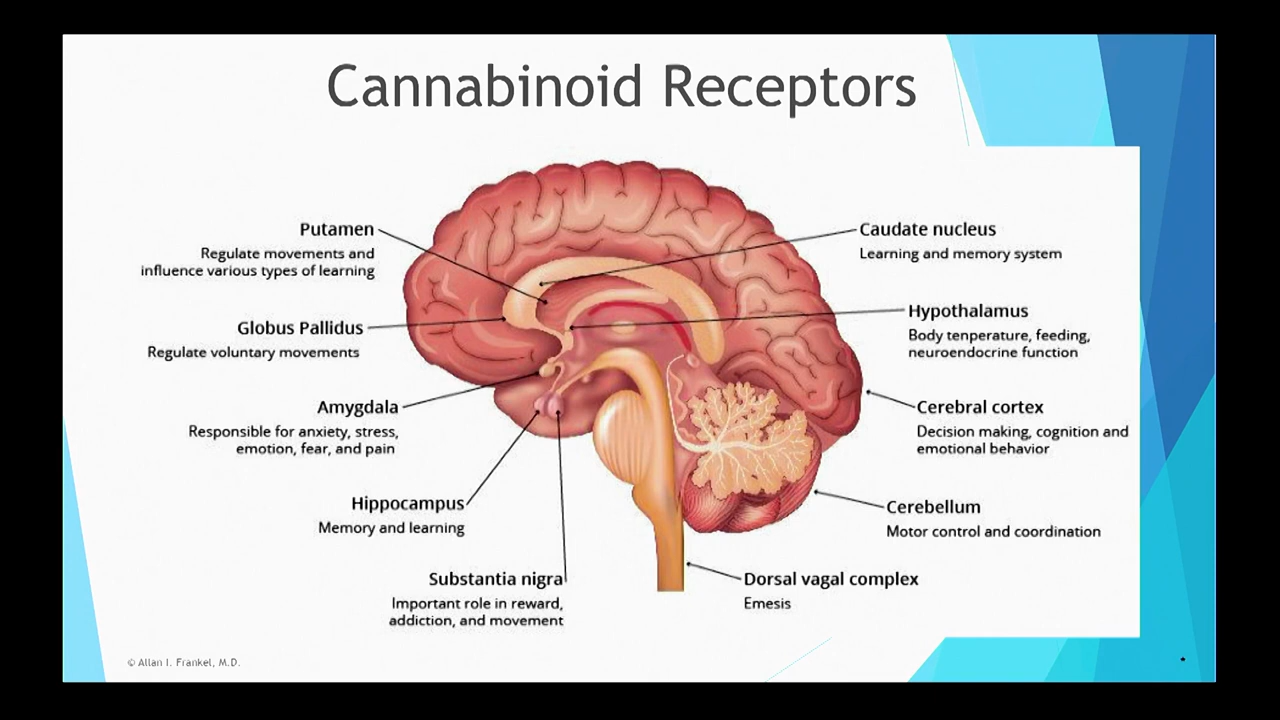 Cannabinoid Receptors
Putamen
Regulate movements and
influence various types of learning
Globus Pallidus
Regulate voluntary movements
Amygdala
Responsible for anxiety, stress,
emotion, fear, and pain
Hippocampus
Memory and learning
Substantia nigra
Important role in reward,
addiction, and movement
Caudate nucleus
Learning and memory system
Hypothalamus
Body tenperature, feeding,
neuroendocrine function
Cerebral cortex
Decision making, cognition and
emotional behavior
Cerebellum
Motor control and coordination
Dorsal vagal complex
Emesis
© Allan I. Frankel, M.D.